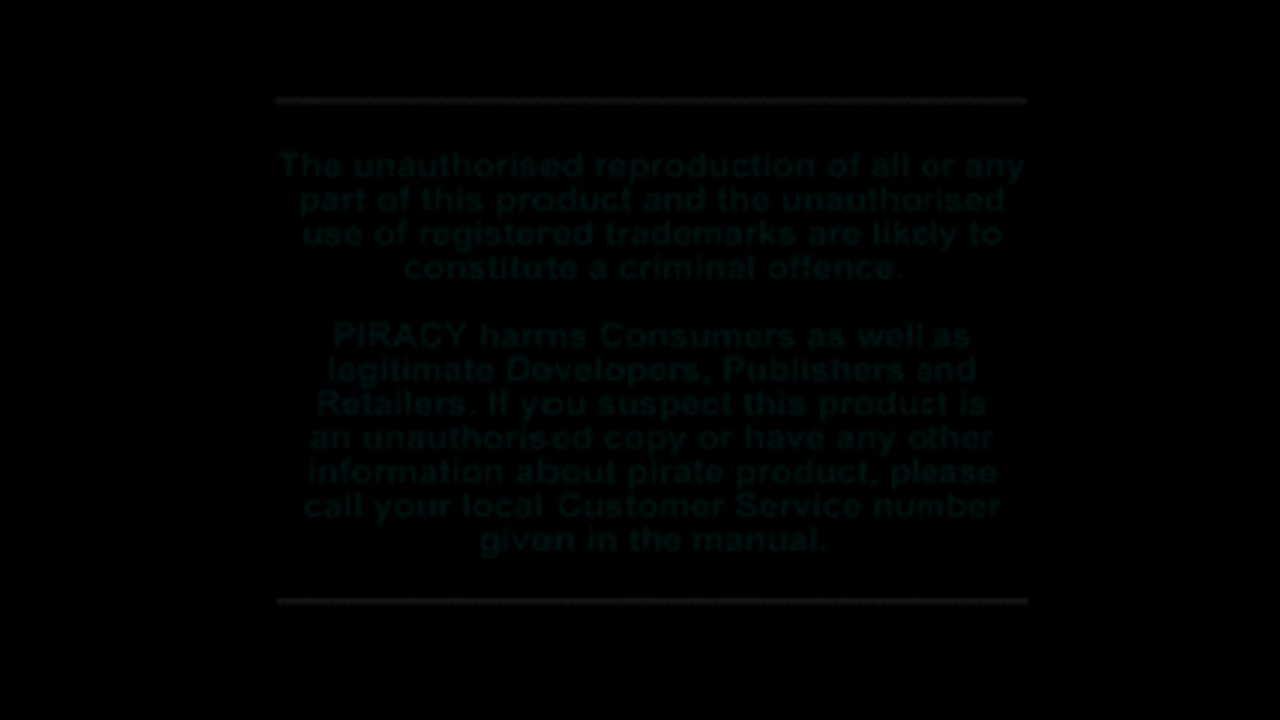 The unauthorised reproduction of all or any
part of this product and the unauthorised
use of registered trademarks are likely to
constitute a criminal offence.
PIRACY harms Consumers as well as
legitimate Developers, Publishers and
Retailers. If you suspect this product is
an unauthorised copy or have any other
information about pirate product, please
call your local Customer Service number
given in the manual.